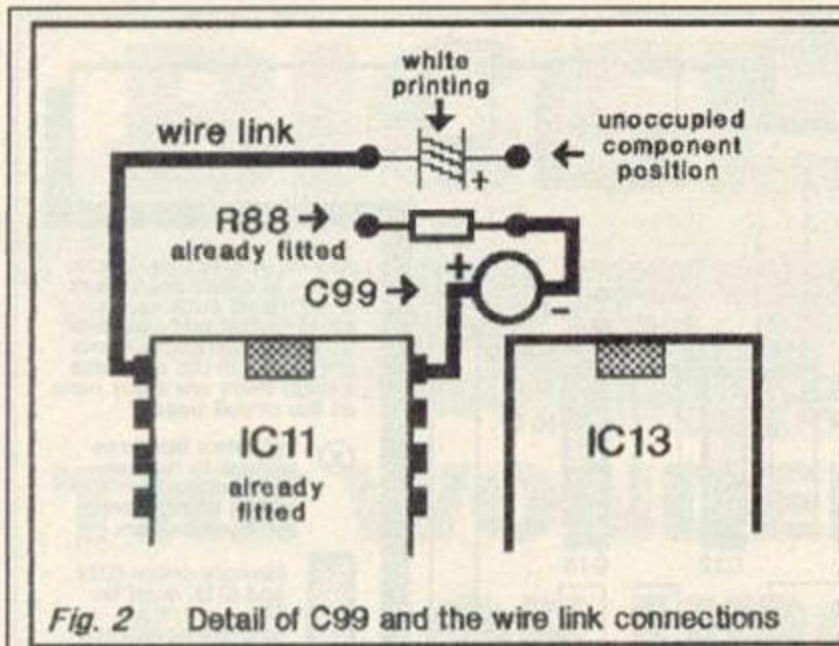 white
printing
wire link
unoccupied
component
position
+
R88
already fitted
C99
+
-
IC11
already
fitted
IC13
Fig. 2 Detail of C99 and the wire link connections